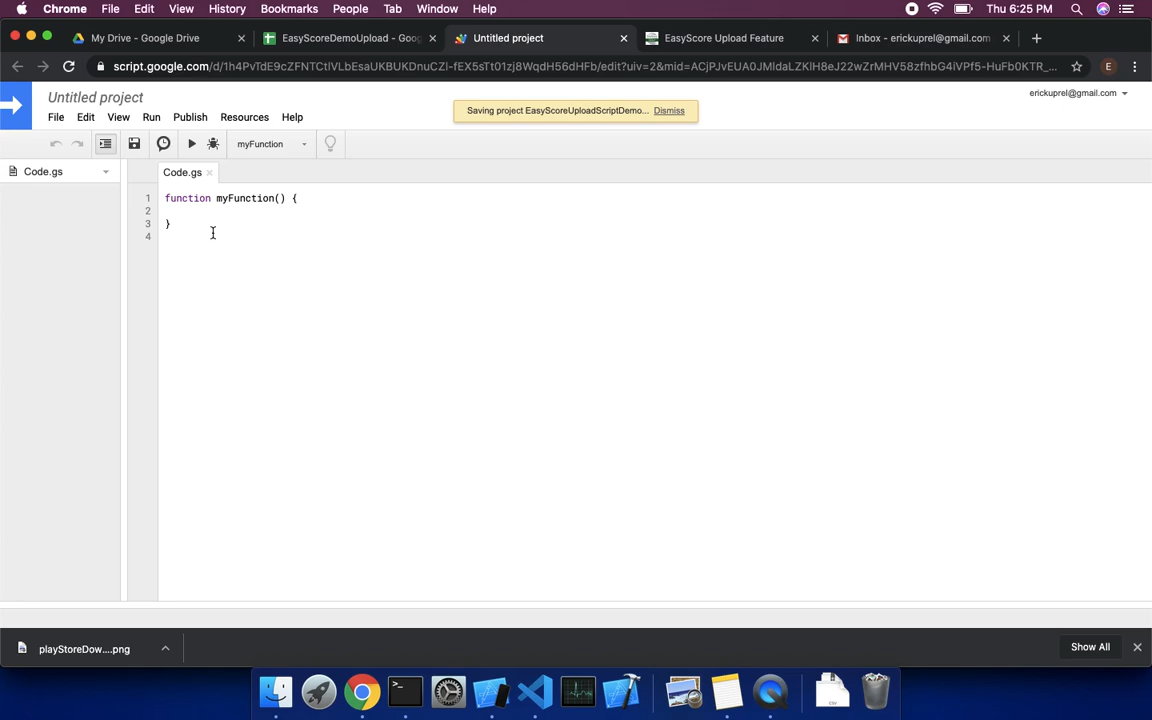 Chrome File Edit View History Bookmarks People Tab Window Help Thu 6:25 PM
My Drive - Google Drive EasyScoreDemoUpload - Goog Untitled project EasyScore Upload Feature Inbox - erickuprel@gmail.com
script.google.com/d/1h4PvTdE9cZFNTCtIVLbEsaUKBUKDnuCZl-fEX5sTt01zj8WqdH56dHFb/edit?uiv=2&mid=ACjPJvEUA0JMldaLZKlH8eJ22wZrMHV58zfhbG4iVPf5-HuFb0KTR_... E
Untitled project erickuprel@gmail.com
Saving project EasyScoreUploadScriptDemo... Dismiss
File Edit View Run Publish Resources Help
myFunction
Code.gs Code.gs
1 function myFunction() {
2
3 }
4
playStoreDow....png Show All